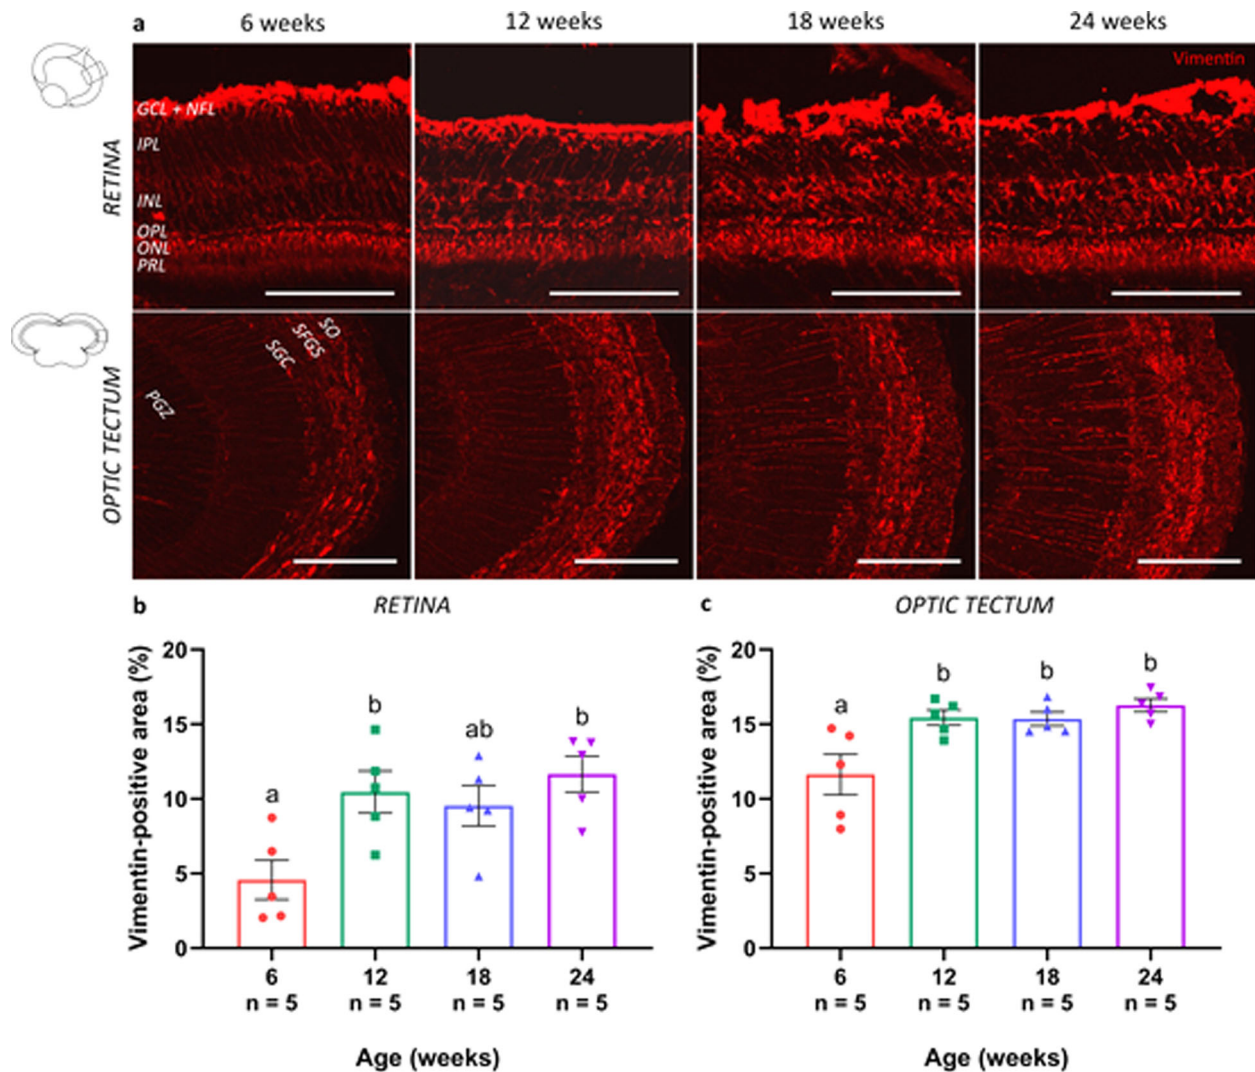 a
6 weeks 12 weeks 18 weeks 24 weeks
RETINA
Vimentin
GCL + NFL
IPL
INL
OPL
ONL
PRL
OPTIC TECTUM
SO
SFGS
SGC
PGZ
b RETINA
Vimentin-positive area (%)
20
15
10
5
0
a b ab b
6 12 18 24
n = 5 n = 5 n = 5 n = 5
Age (weeks)
c OPTIC TECTUM
Vimentin-positive area (%)
20
15
10
5
0
a b b b
6 12 18 24
n = 5 n = 5 n = 5 n = 5
Age (weeks)